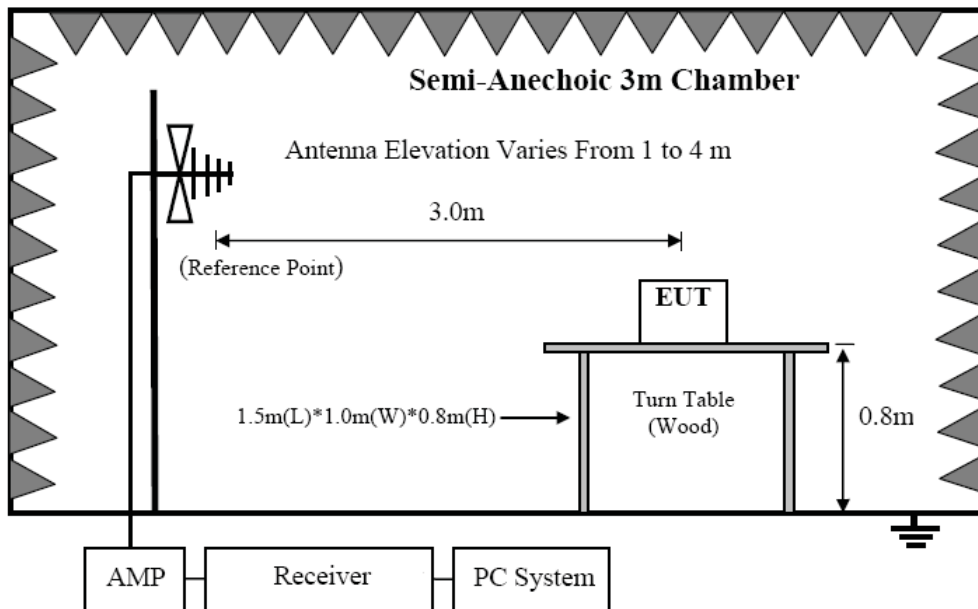 Semi-Anechoic 3m Chamber
Antenna Elevation Varies From 1 to 4 m
3.0m
(Reference Point)
EUT
1.5m(L)*1.0m(W)*0.8m(H)
Turn Table
(Wood)
0.8m
AMP
Receiver
PC System